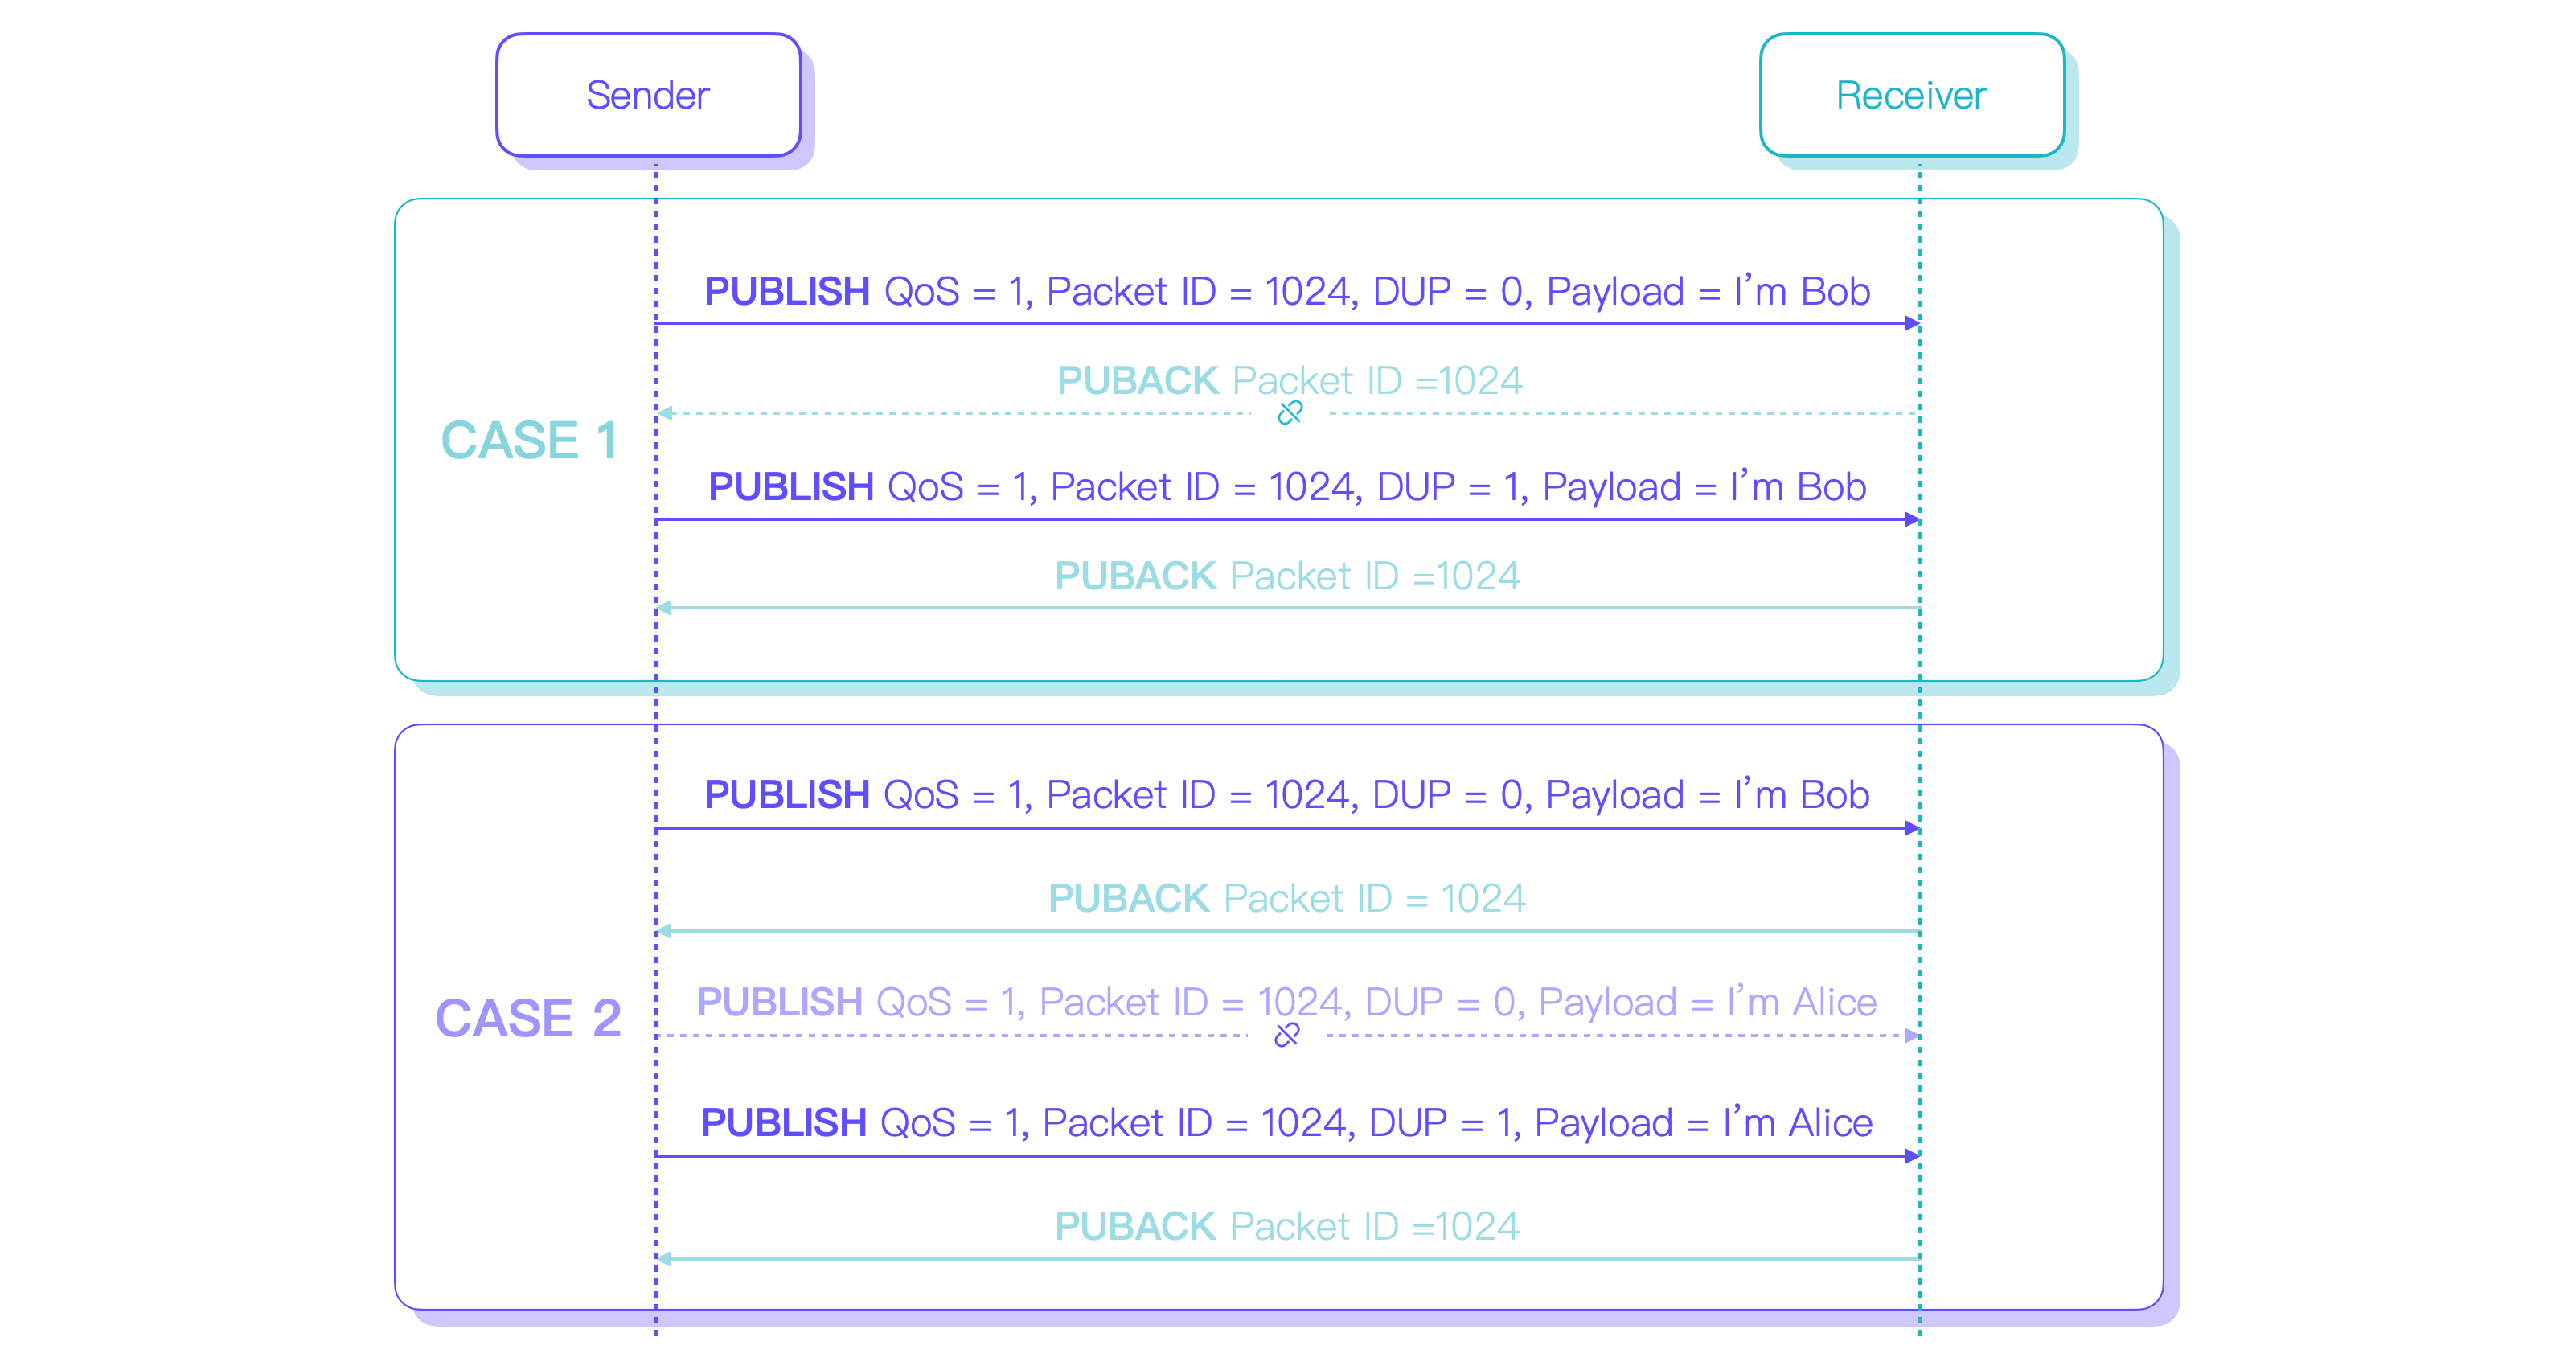 Sender
Receiver
CASE 1
PUBLISH QoS = 1, Packet ID = 1024, DUP = 0, Payload = I’m Bob
PUBACK Packet ID =1024
PUBLISH QoS = 1, Packet ID = 1024, DUP = 1, Payload = I’m Bob
PUBACK Packet ID =1024
CASE 2
PUBLISH QoS = 1, Packet ID = 1024, DUP = 0, Payload = I’m Bob
PUBACK Packet ID = 1024
PUBLISH QoS = 1, Packet ID = 1024, DUP = 0, Payload = I’m Alice
PUBLISH QoS = 1, Packet ID = 1024, DUP = 1, Payload = I’m Alice
PUBACK Packet ID =1024